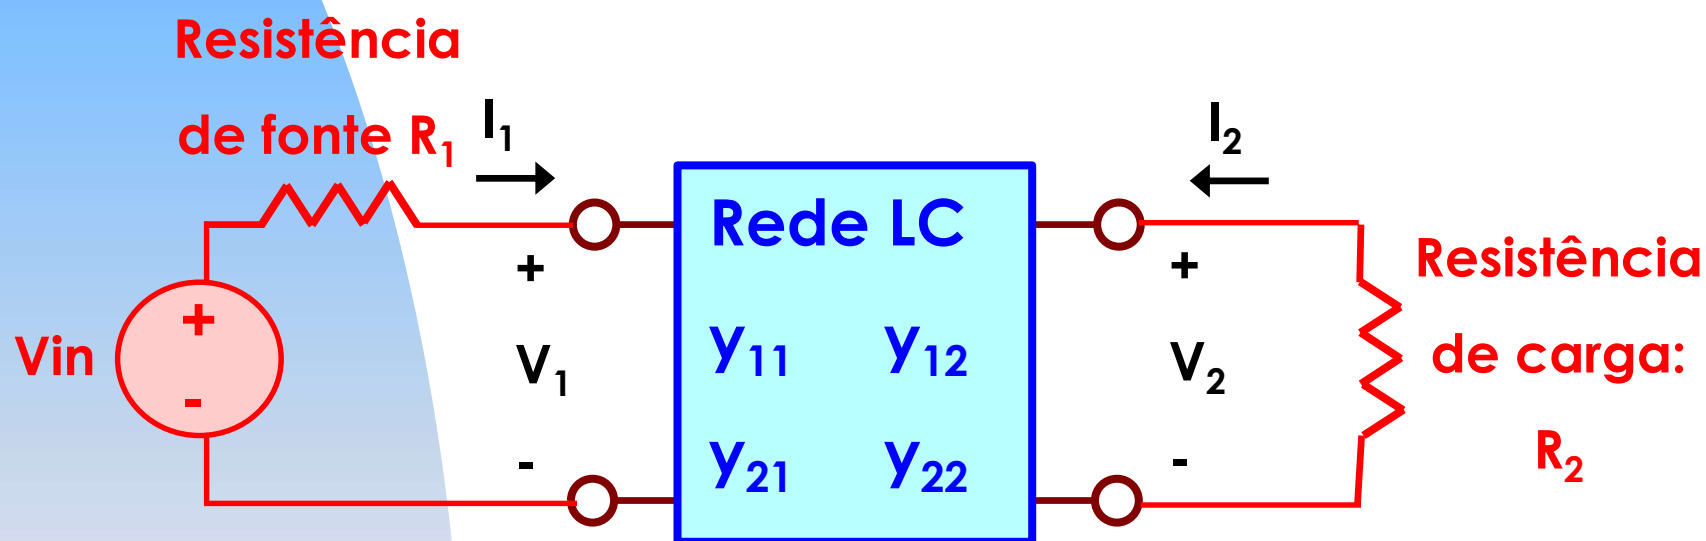 Resistência
de fonte R₁
I₁
I₂
Rede LC
+
+
Resistência
+
Vin
V₁
y₁₁ y₁₂
V₂
de carga:
-
-
y₂₁ y₂₂
-
R₂